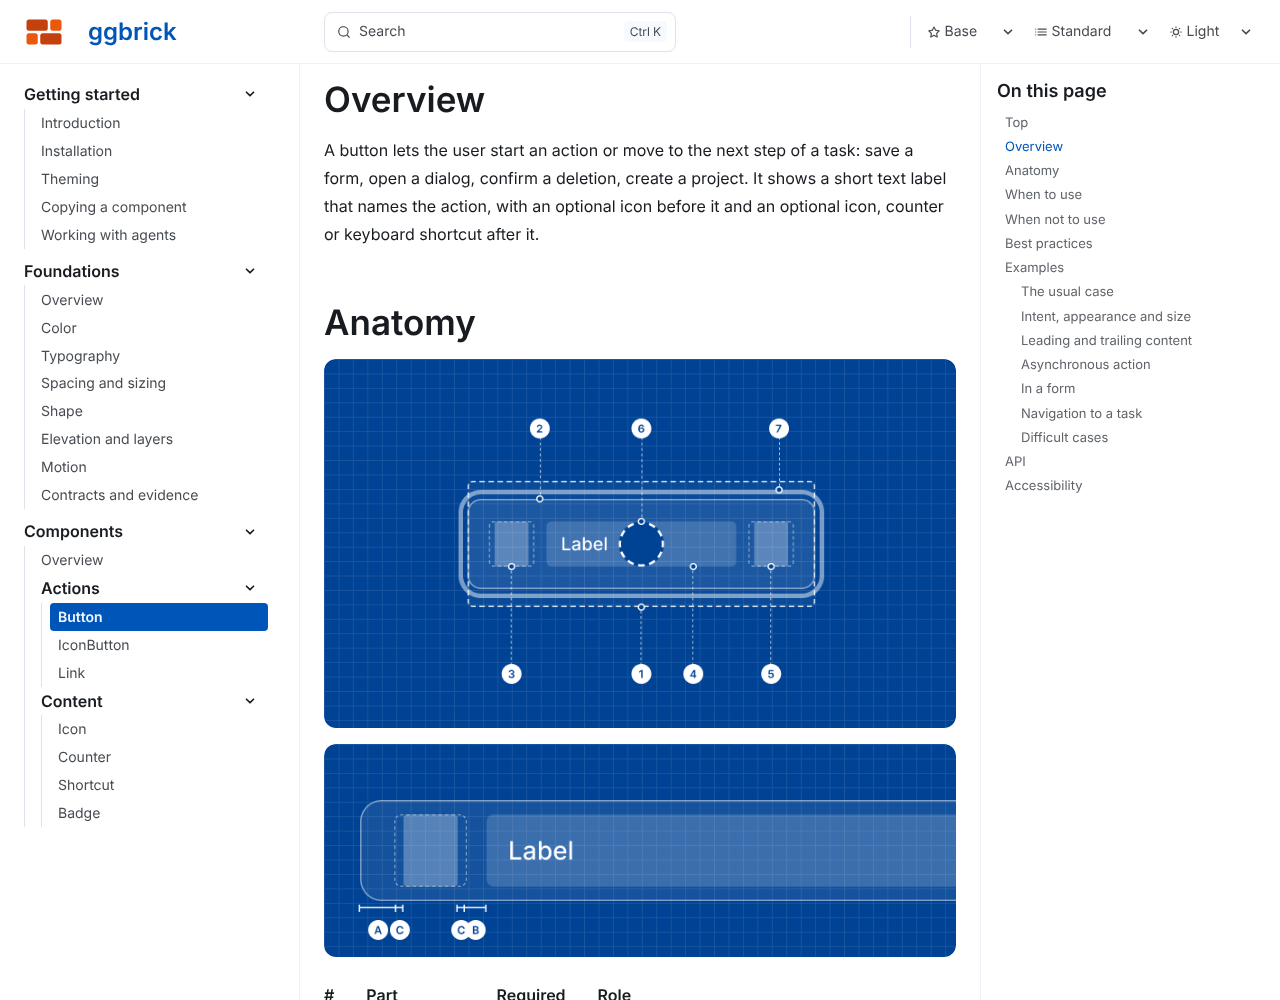 ggbrick
Search
Ctrl K
Base
Standard
Light
Getting started
Introduction
Installation
Theming
Copying a component
Working with agents
Foundations
Overview
Color
Typography
Spacing and sizing
Shape
Elevation and layers
Motion
Contracts and evidence
Components
Overview
Actions
Button
IconButton
Link
Content
Icon
Counter
Shortcut
Badge
Overview
A button lets the user start an action or move to the next step of a task: save a
form, open a dialog, confirm a deletion, create a project. It shows a short text label
that names the action, with an optional icon before it and an optional icon, counter
or keyboard shortcut after it.
Anatomy
2 6 7
Label
3 1 4 5
Label
A C C B
# Part Required Role
On this page
Top
Overview
Anatomy
When to use
When not to use
Best practices
Examples
The usual case
Intent, appearance and size
Leading and trailing content
Asynchronous action
In a form
Navigation to a task
Difficult cases
API
Accessibility